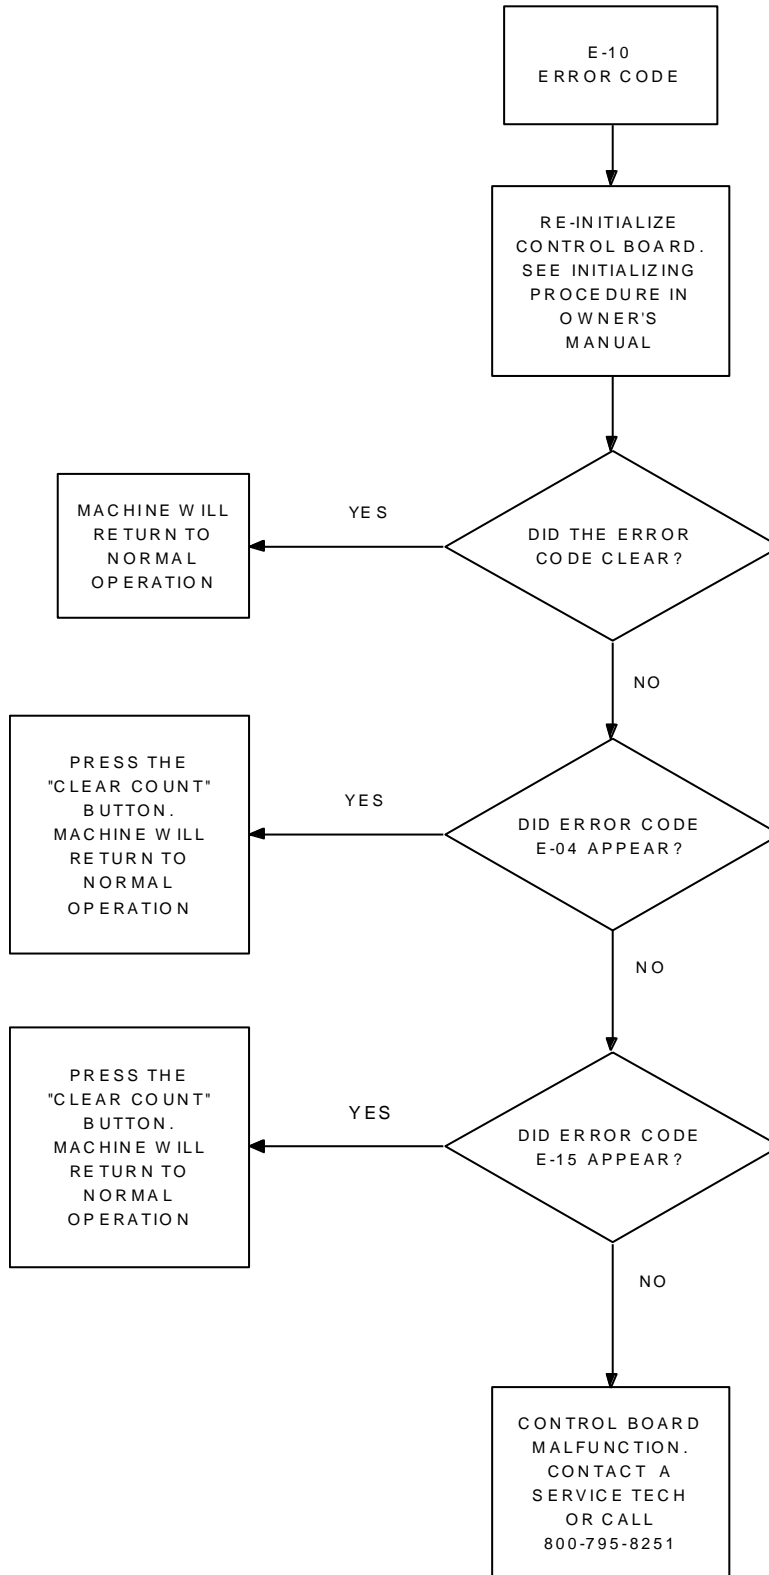 E-10
ERROR CODE
RE-INITIALIZE
CONTROL BOARD.
SEE INITIALIZING
PROCEDURE IN
OWNER'S
MANUAL
DID THE ERROR
CODE CLEAR?
YES
MACHINE WILL
RETURN TO
NORMAL
OPERATION
NO
DID ERROR CODE
E-04 APPEAR?
YES
PRESS THE
"CLEAR COUNT"
BUTTON.
MACHINE WILL
RETURN TO
NORMAL
OPERATION
NO
DID ERROR CODE
E-15 APPEAR?
YES
PRESS THE
"CLEAR COUNT"
BUTTON.
MACHINE WILL
RETURN TO
NORMAL
OPERATION
NO
CONTROL BOARD
MALFUNCTION.
CONTACT A
SERVICE TECH
OR CALL
800-795-8251